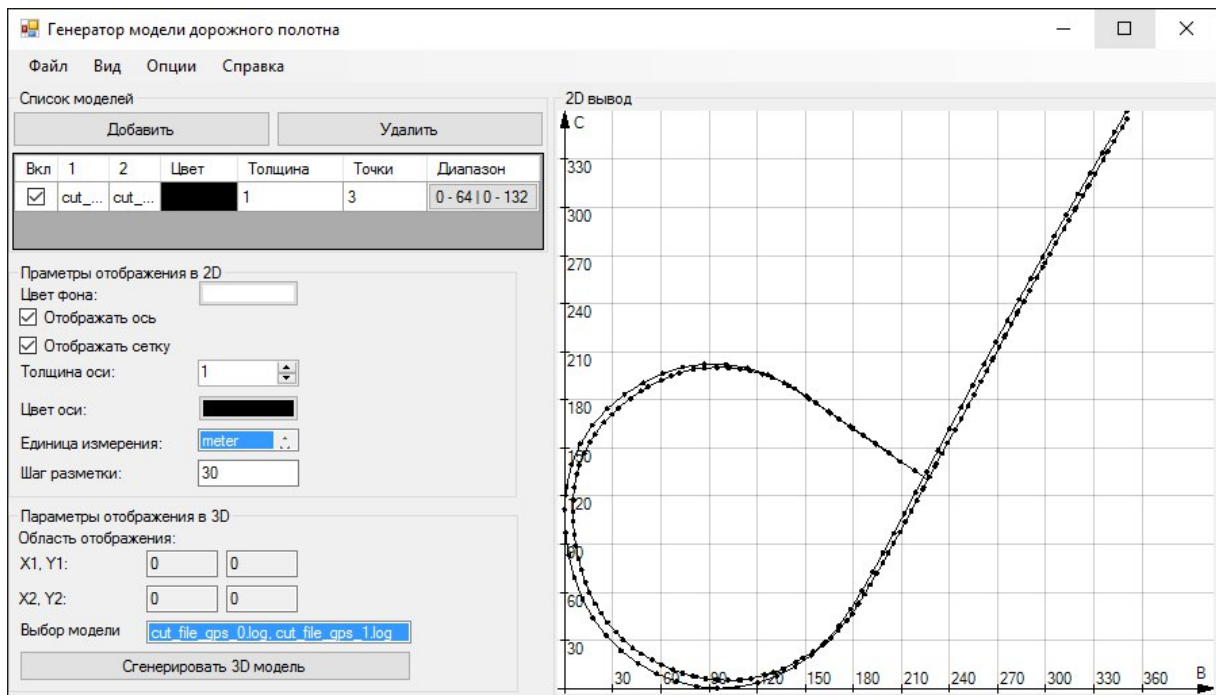 Генератор модели дорожного полотна
Файл Вид Опции Справка
Список моделей
Добавить Удалить
Вкл 1 2 Цвет Толщина Точки Диапазон
cut_... cut_... 1 3 0 - 64 | 0 - 132
Праметры отображения в 2D
Цвет фона:
Отображать ось
Отображать сетку
Толщина оси: 1
Цвет оси:
Единица измерения: meter
Шаг разметки: 30
Параметры отображения в 3D
Область отображения:
X1, Y1: 0 0
X2, Y2: 0 0
Выбор модели cut_file_gps_0.log, cut_file_gps_1.log
Сгенерировать 3D модель
2D вывод
С
330
300
270
240
210
180
150
120
90
60
30
30 60 90 120 150 180 210 240 270 300 330 360 В